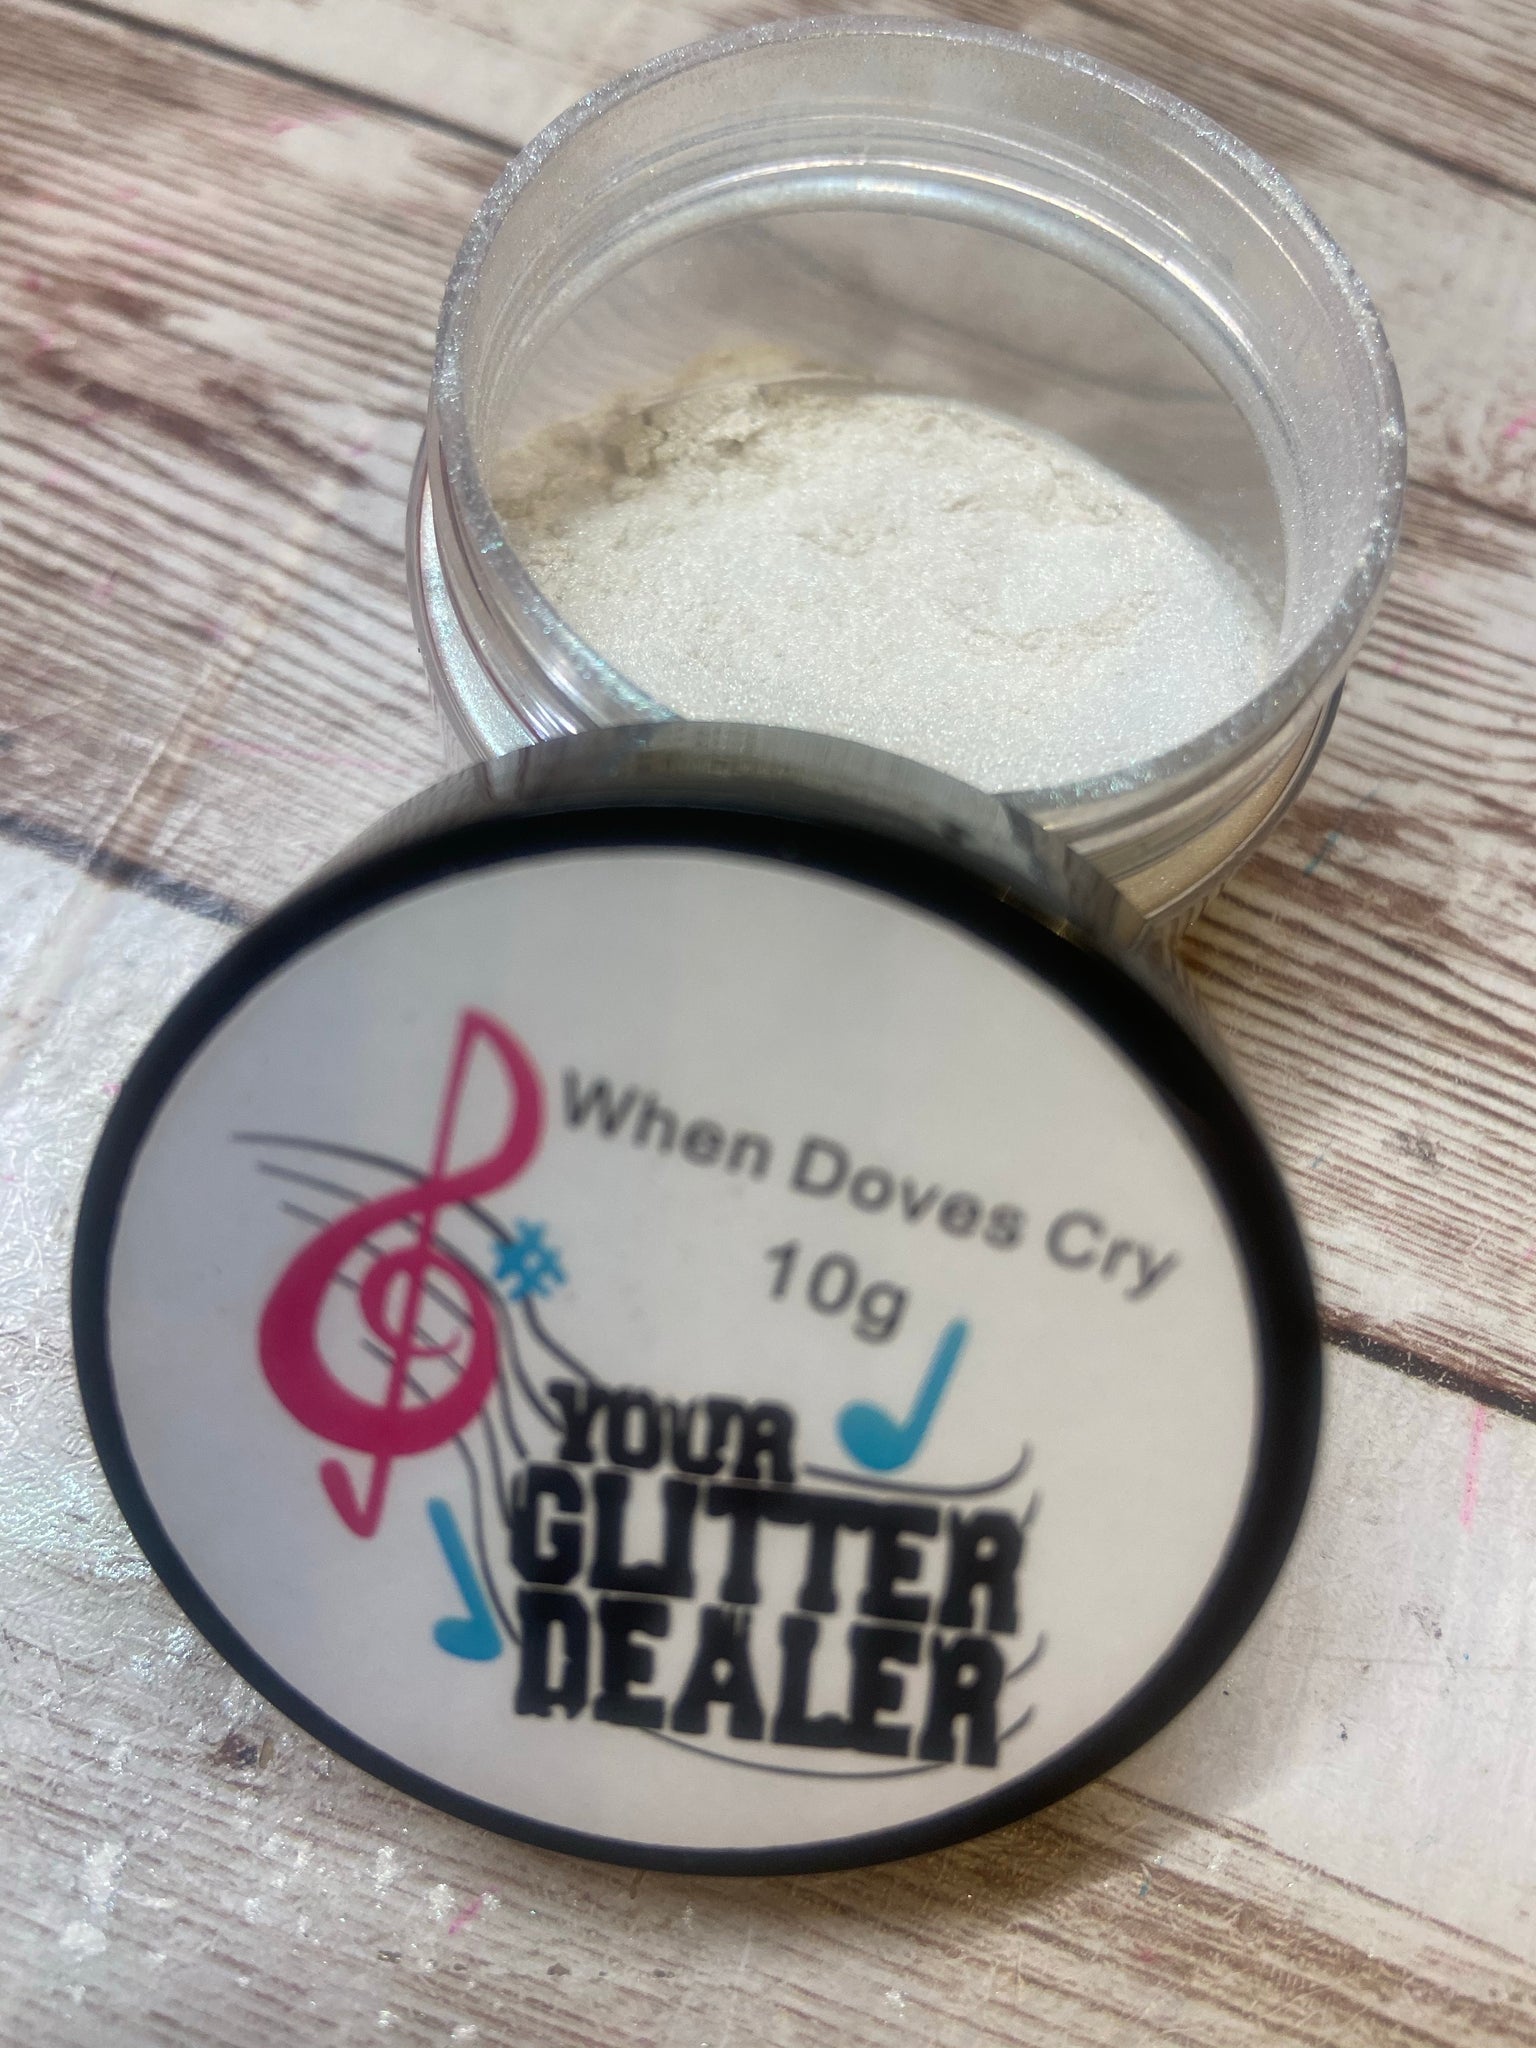 When Doves Cry
10g
YOUR
GLITTER
DEALER